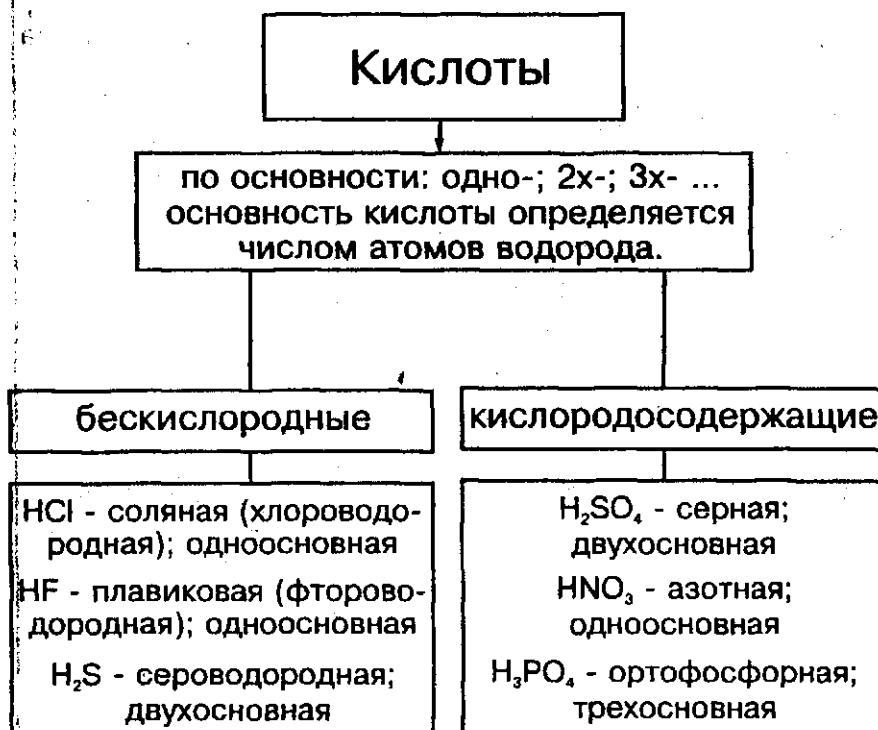 Кислоты
по основности: одно-; 2х-; 3х- ...
основность кислоты определяется
числом атомов водорода.
бескислородные
HCl - соляная (хлороводо-
родная); одноосновная
HF - плавиковая (фторово-
дородная); одноосновная
H₂S - сероводородная;
двухосновная
кислородосодержащие
H₂SO₄ - серная;
двухосновная
HNO₃ - азотная;
одноосновная
H₃PO₄ - ортофосфорная;
трехосновная